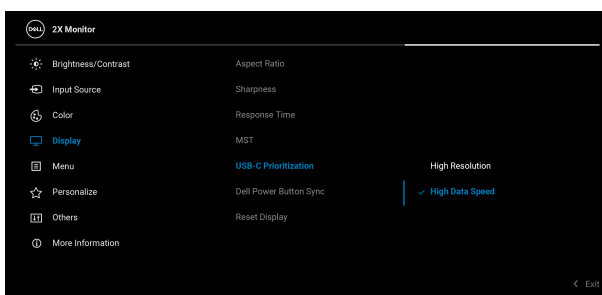 DELL 2X Monitor
Brightness/Contrast Aspect Ratio
Input Source Sharpness
Color Response Time
Display MST
Menu USB-C Prioritization High Resolution
Personalize Dell Power Button Sync High Data Speed
Others Reset Display
More Information
Exit